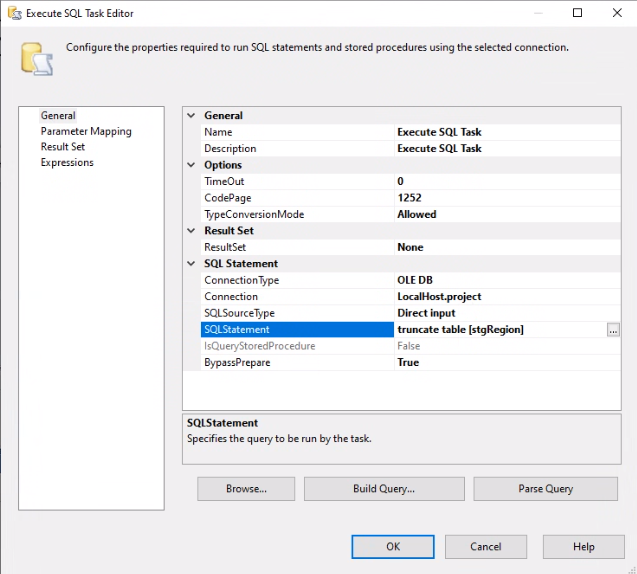 Execute SQL Task Editor
Configure the properties required to run SQL statements and stored procedures using the selected connection.
General
Parameter Mapping
Result Set
Expressions
General
Name Execute SQL Task
Description Execute SQL Task
Options
TimeOut 0
CodePage 1252
TypeConversionMode Allowed
Result Set
ResultSet None
SQL Statement
ConnectionType OLE DB
Connection LocalHost.project
SQLSourceType Direct input
SQLStatement truncate table [stgRegion] ...
IsQueryStoredProcedure False
BypassPrepare True
SQLStatement
Specifies the query to be run by the task.
Browse... Build Query... Parse Query
OK Cancel Help